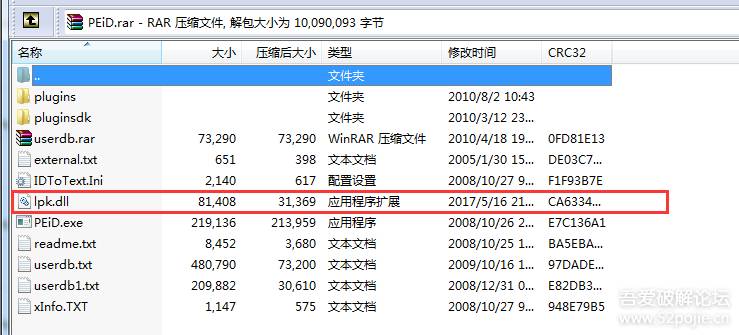 PEiD.rar - RAR 压缩文件, 解包大小为 10,090,093 字节
名称 大小 压缩后大小 类型 修改时间 CRC32
.. 文件夹
plugins 文件夹 2010/8/2 10:43
pluginsdk 文件夹 2010/3/12 23...
userdb.rar 73,290 73,290 WinRAR 压缩文件 2010/4/18 19... 0FD81E13
external.txt 651 398 文本文档 2005/1/30 15... DE03C7...
IDToText.Ini 2,140 617 配置设置 2008/10/27 9... F1F93B7E
lpk.dll 81,408 31,369 应用程序扩展 2017/5/16 21... CA6334...
PEiD.exe 219,136 213,959 应用程序 2008/10/26 2... E7C136A1
readme.txt 8,452 3,680 文本文档 2008/10/27 2... BA5EBA...
userdb.txt 480,790 73,200 文本文档 2009/10/16 1... 97DADE...
userdb1.txt 209,882 30,610 文本文档 2008/12/31 0... E82DB3...
xInfo.TXT 1,147 575 文本文档 2008/10/27 9... 948E79B5
吾爱破解论坛
www.52pojie.cn